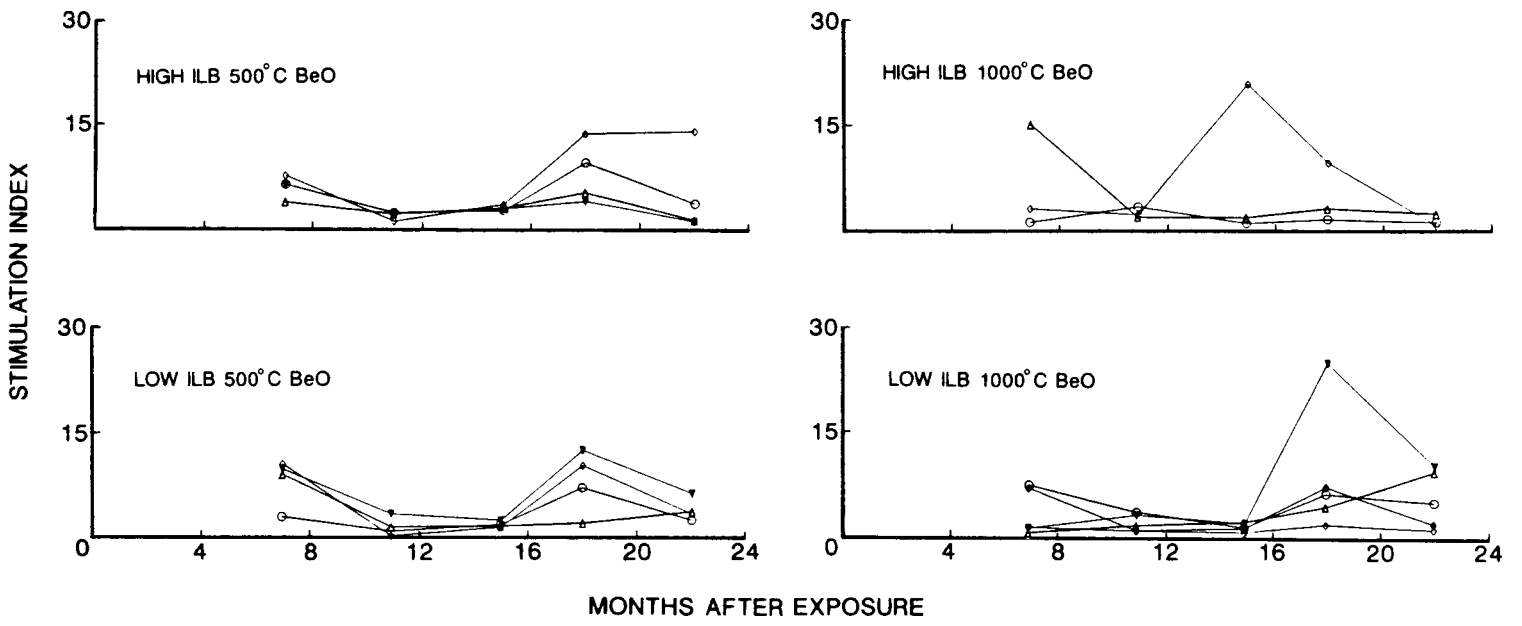 30
15
HIGH ILB 500°C BeO
30
15
HIGH ILB 1000°C BeO
STIMULATION INDEX
30
15
0 4 8 12 16 20 24
LOW ILB 500°C BeO
30
15
0 4 8 12 16 20 24
LOW ILB 1000°C BeO
MONTHS AFTER EXPOSURE